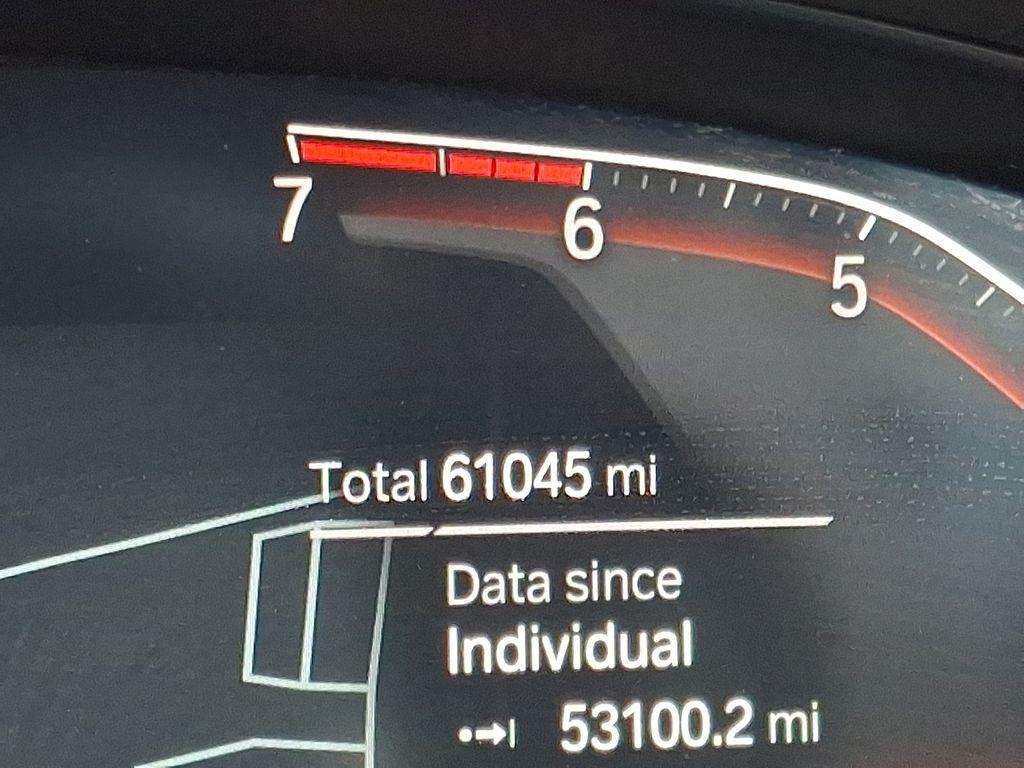 7
6
5
Total 61045 mi
Data since
Individual
53100.2 mi